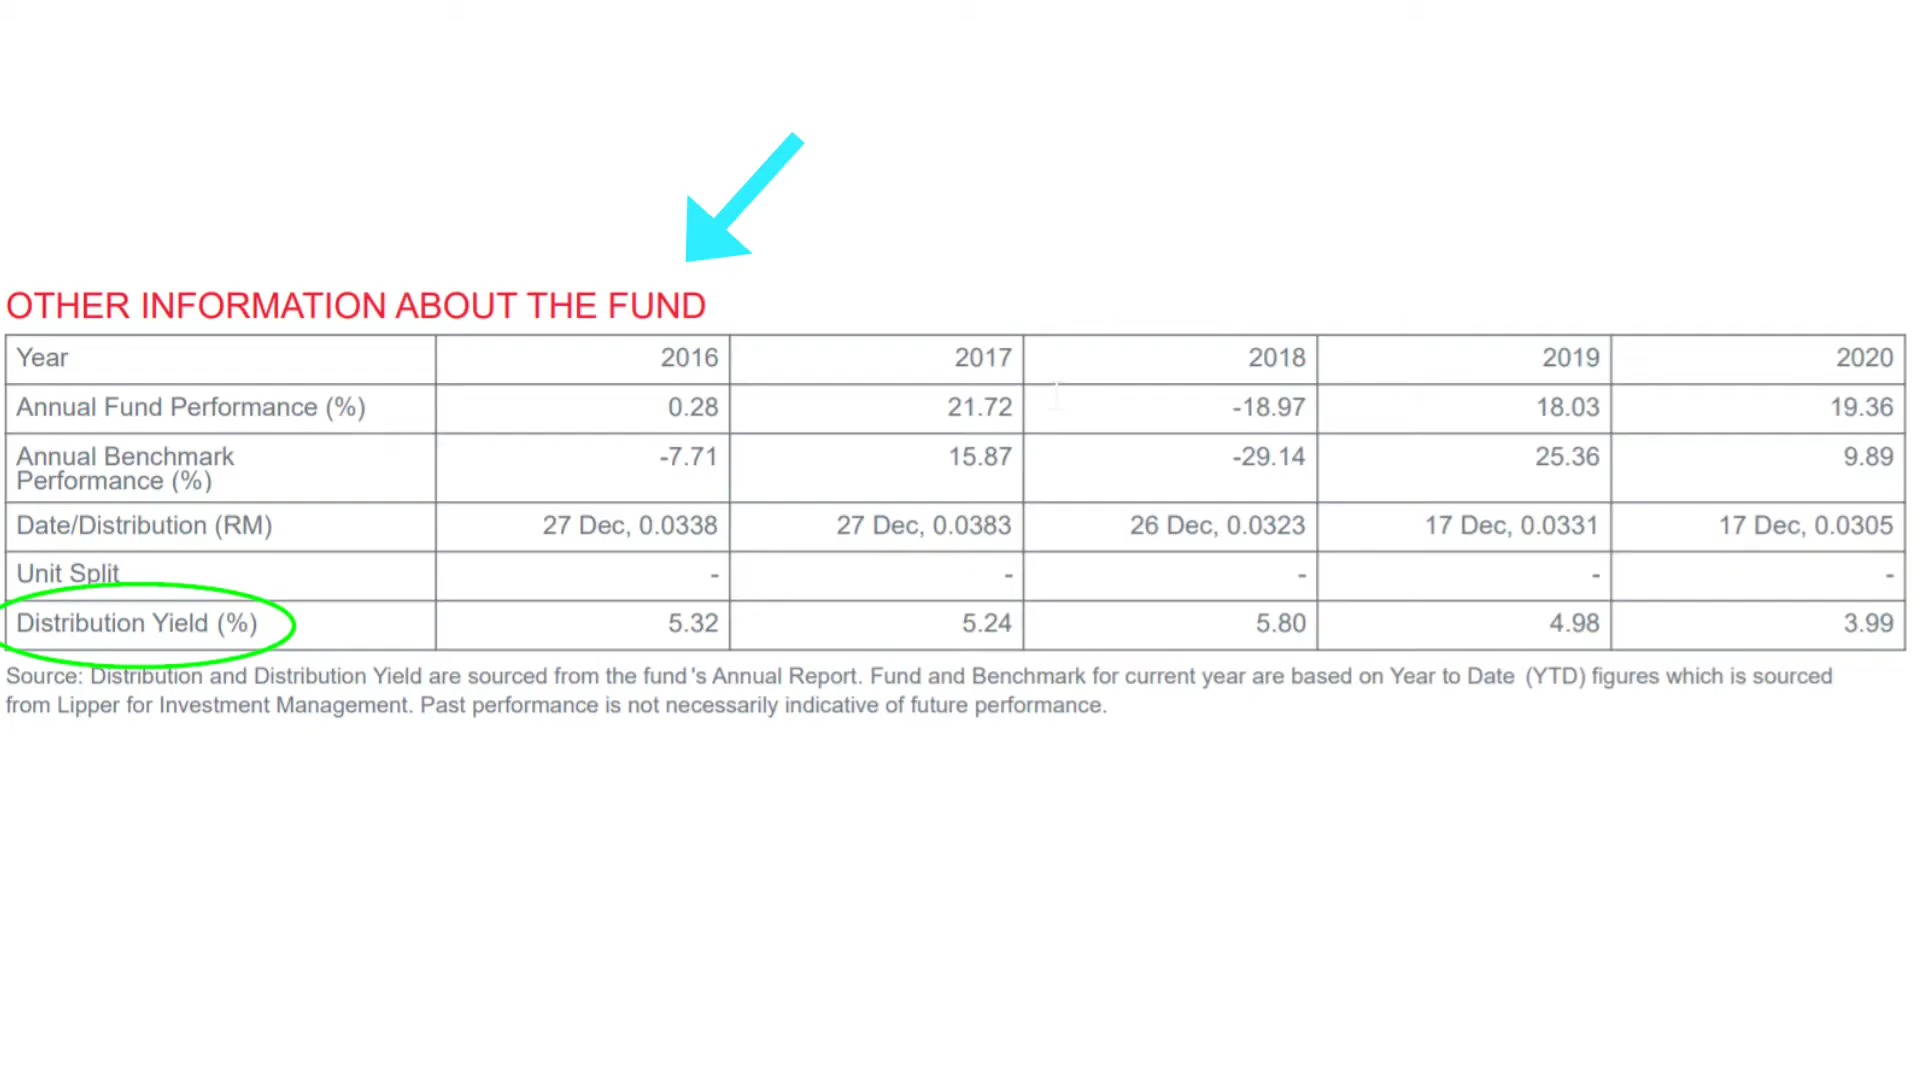 OTHER INFORMATION ABOUT THE FUND
Year 2016 2017 2018 2019 2020
Annual Fund Performance (%) 0.28 21.72 -18.97 18.03 19.36
Annual Benchmark -7.71 15.87 -29.14 25.36 9.89
Performance (%)
Date/Distribution (RM) 27 Dec, 0.0338 27 Dec, 0.0383 26 Dec, 0.0323 17 Dec, 0.0331 17 Dec, 0.0305
Unit Split - - - - -
Distribution Yield (%) 5.32 5.24 5.80 4.98 3.99
Source: Distribution and Distribution Yield are sourced from the fund's Annual Report. Fund and Benchmark for current year are based on Year to Date (YTD) figures which is sourced
from Lipper for Investment Management. Past performance is not necessarily indicative of future performance.